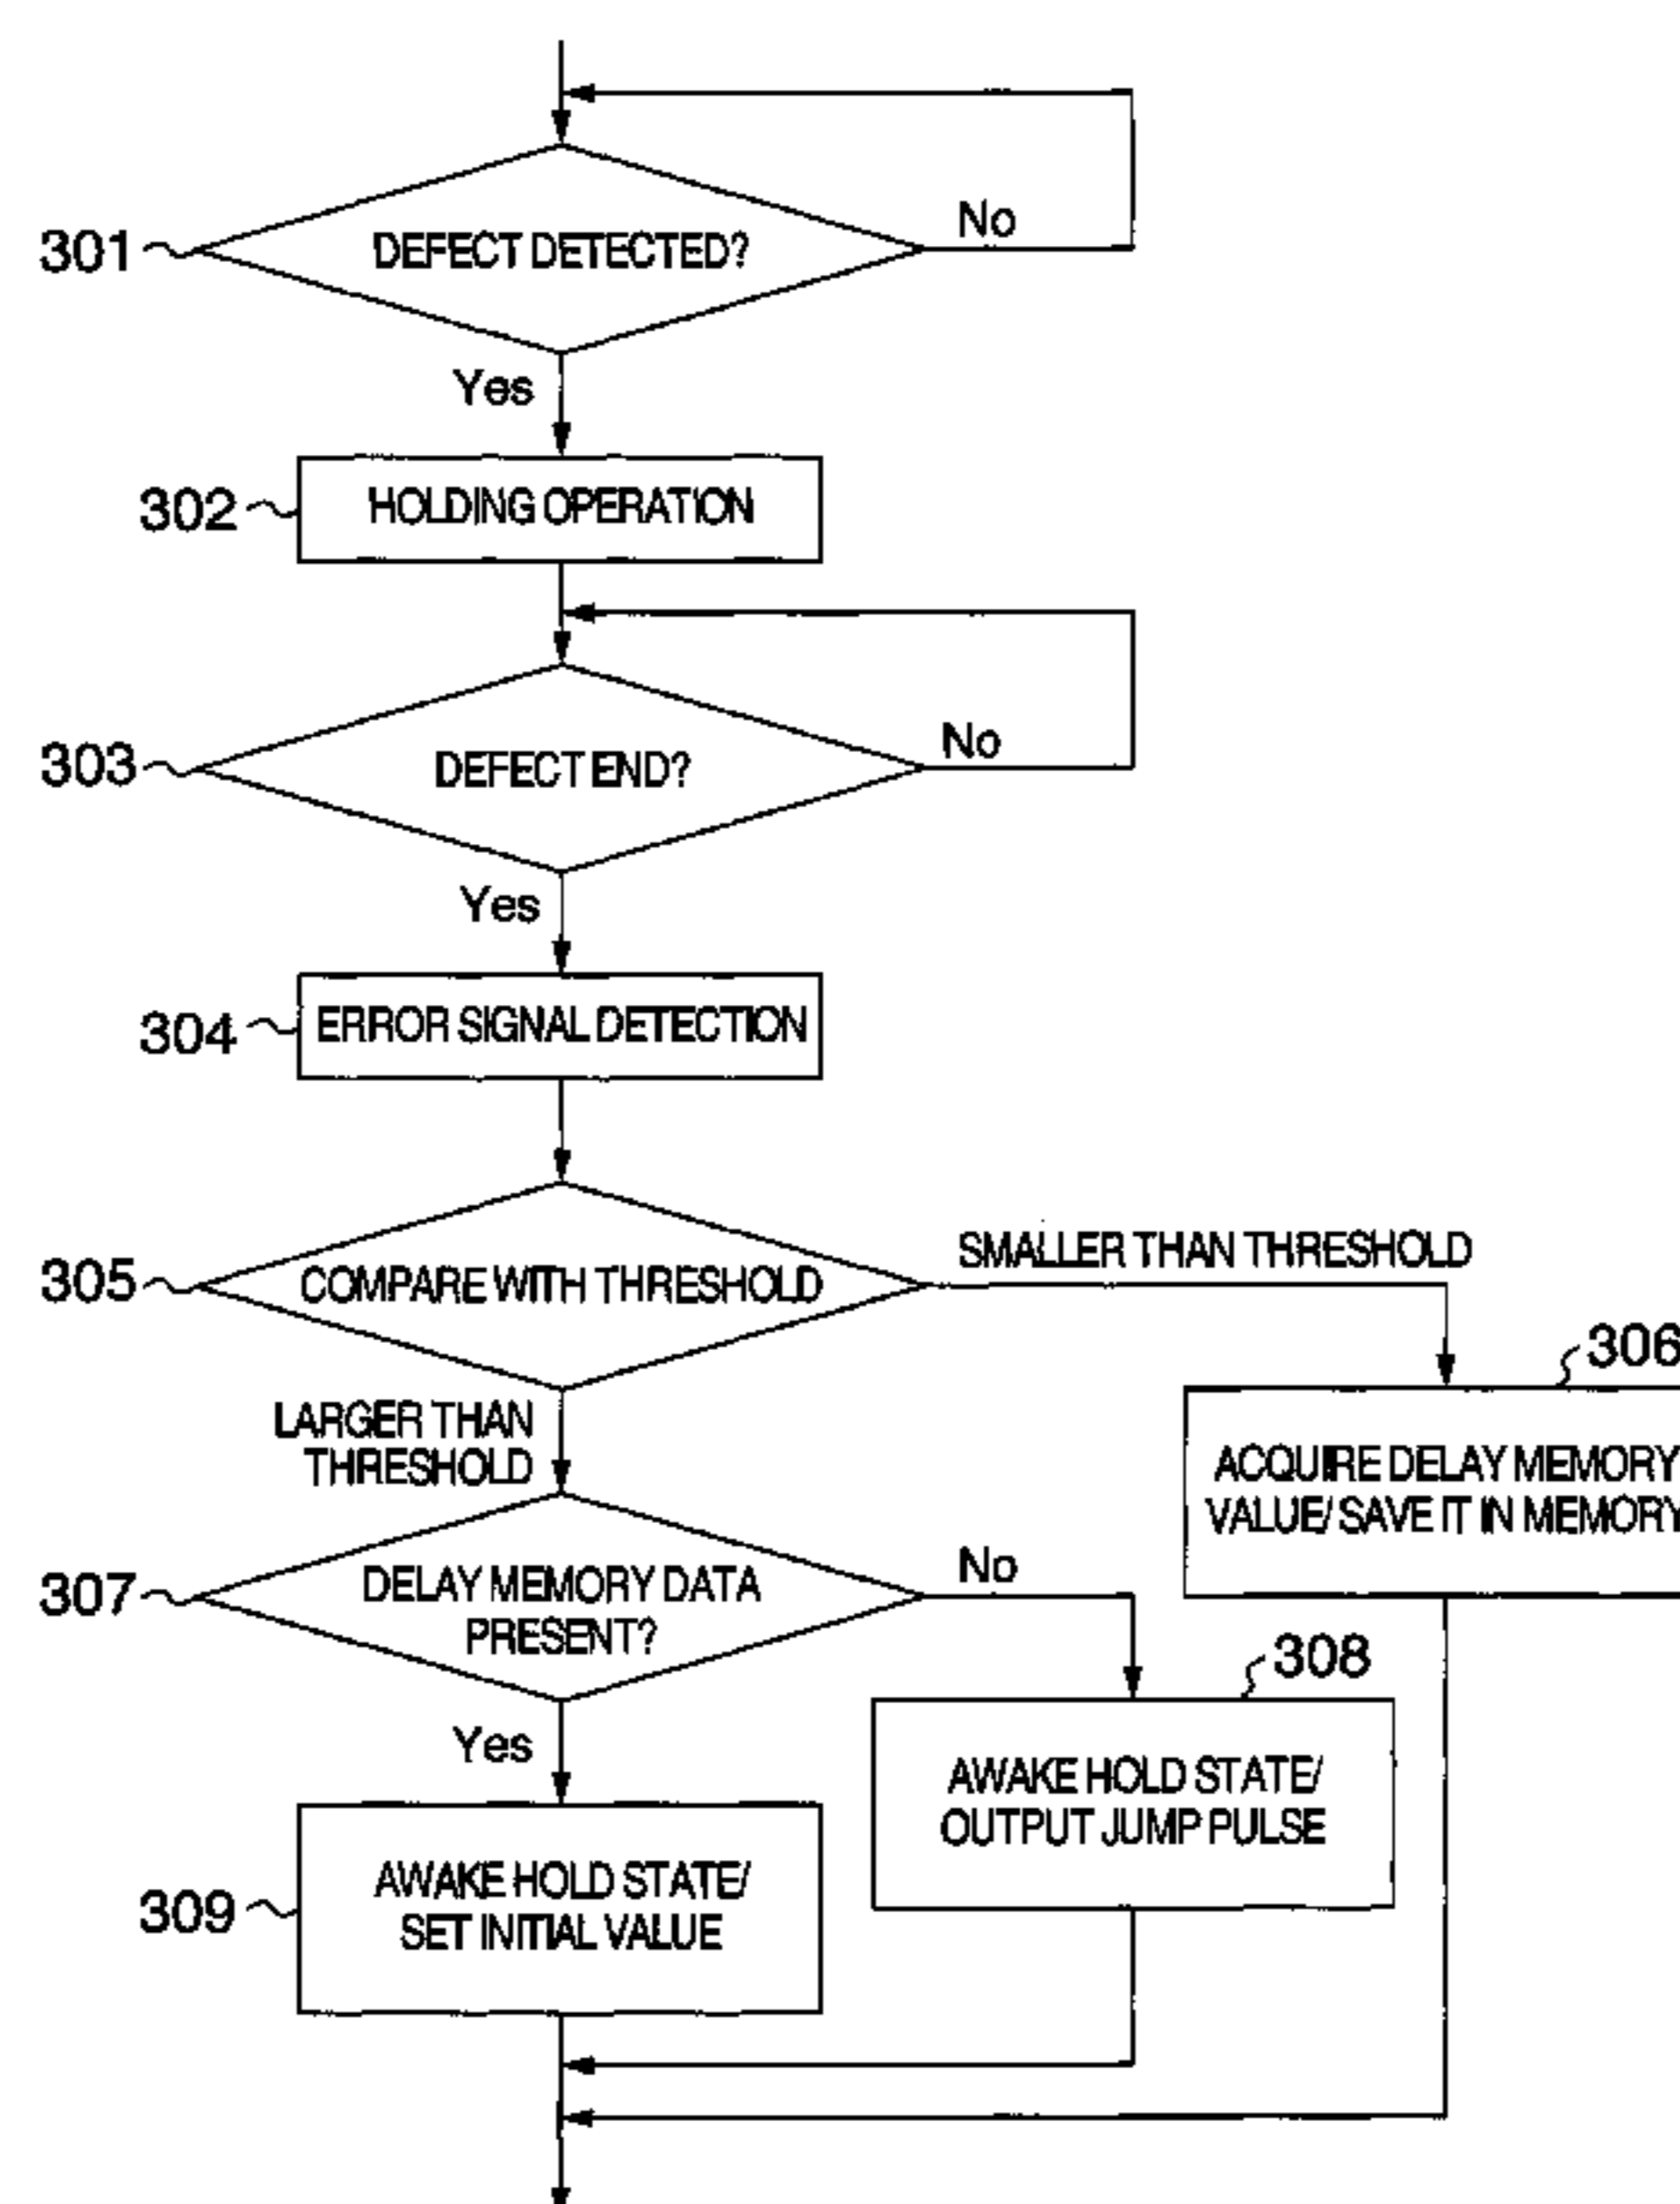 301
DEFECT DETECTED?
No
Yes
302
HOLDING OPERATION
303
DEFECT END?
No
Yes
304
ERROR SIGNAL DETECTION
305
COMPARE WITH THRESHOLD
SMALLER THAN THRESHOLD
306
LARGER THAN
THRESHOLD
ACQUIRE DELAY MEMORY
VALUE/ SAVE IT IN MEMORY
307
DELAY MEMORY DATA
PRESENT?
No
308
Yes
AWAKE HOLD STATE/
OUTPUT JUMP PULSE
309
AWAKE HOLD STATE/
SET INITIAL VALUE